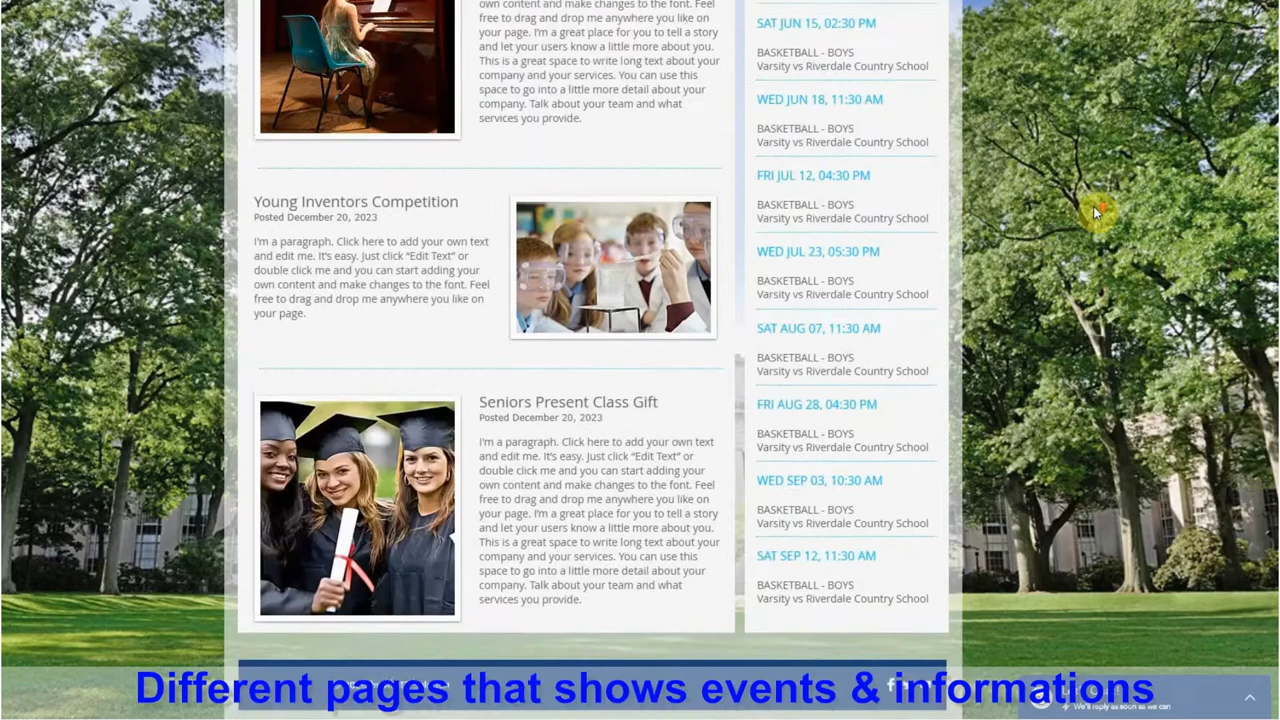 own content and make changes to the font. Feel
free to drag and drop me anywhere you like on
your page. I'm a great place for you to tell a story
and let your users know a little more about you.
This is a great space to write long text about your
company and your services. You can use this
space to go into a little more detail about your
company. Talk about your team and what
services you provide.
Young Inventors Competition
Posted December 20, 2023
I'm a paragraph. Click here to add your own text
and edit me. It's easy. Just click “Edit Text” or
double click me and you can start adding your
own content and make changes to the font. Feel
free to drag and drop me anywhere you like on
your page.
Seniors Present Class Gift
Posted December 20, 2023
I'm a paragraph. Click here to add your own text
and edit me. It's easy. Just click “Edit Text” or
double click me and you can start adding your
own content and make changes to the font. Feel
free to drag and drop me anywhere you like on
your page. I'm a great place for you to tell a story
and let your users know a little more about you.
This is a great space to write long text about your
company and your services. You can use this
space to go into a little more detail about your
company. Talk about your team and what
services you provide.
SAT JUN 15, 02:30 PM
BASKETBALL - BOYS
Varsity vs Riverdale Country School
WED JUN 18, 11:30 AM
BASKETBALL - BOYS
Varsity vs Riverdale Country School
FRI JUL 12, 04:30 PM
BASKETBALL - BOYS
Varsity vs Riverdale Country School
WED JUL 23, 05:30 PM
BASKETBALL - BOYS
Varsity vs Riverdale Country School
SAT AUG 07, 11:30 AM
BASKETBALL - BOYS
Varsity vs Riverdale Country School
FRI AUG 28, 04:30 PM
BASKETBALL - BOYS
Varsity vs Riverdale Country School
WED SEP 03, 10:30 AM
BASKETBALL - BOYS
Varsity vs Riverdale Country School
SAT SEP 12, 11:30 AM
BASKETBALL - BOYS
Varsity vs Riverdale Country School
Different pages that shows events & informations
We'll reply as soon as we can